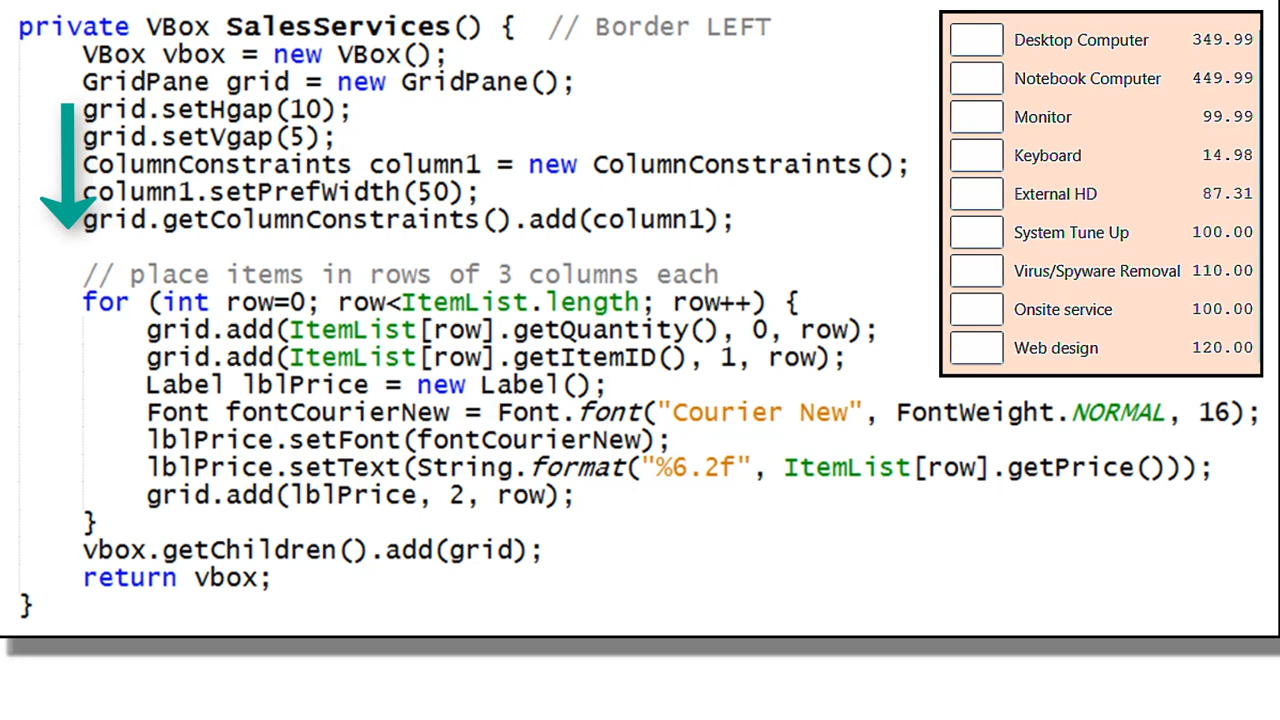 private VBox SalesServices() {  // Border LEFT
    VBox vbox = new VBox();
    GridPane grid = new GridPane();
    grid.setHgap(10);
    grid.setVgap(5);
    ColumnConstraints column1 = new ColumnConstraints();
    column1.setPrefWidth(50);
    grid.getColumnConstraints().add(column1);
    // place items in rows of 3 columns each
    for (int row=0; row<ItemList.length; row++) {
        grid.add(ItemList[row].getQuantity(), 0, row);
        grid.add(ItemList[row].getItemID(), 1, row);
        Label lblPrice = new Label();
        Font fontCourierNew = Font.font("Courier New", FontWeight.NORMAL, 16);
        lblPrice.setFont(fontCourierNew);
        lblPrice.setText(String.format("%6.2f", ItemList[row].getPrice()));
        grid.add(lblPrice, 2, row);
    }
    vbox.getChildren().add(grid);
    return vbox;
}
Desktop Computer 349.99
Notebook Computer 449.99
Monitor 99.99
Keyboard 14.98
External HD 87.31
System Tune Up 100.00
Virus/Spyware Removal 110.00
Onsite service 100.00
Web design 120.00